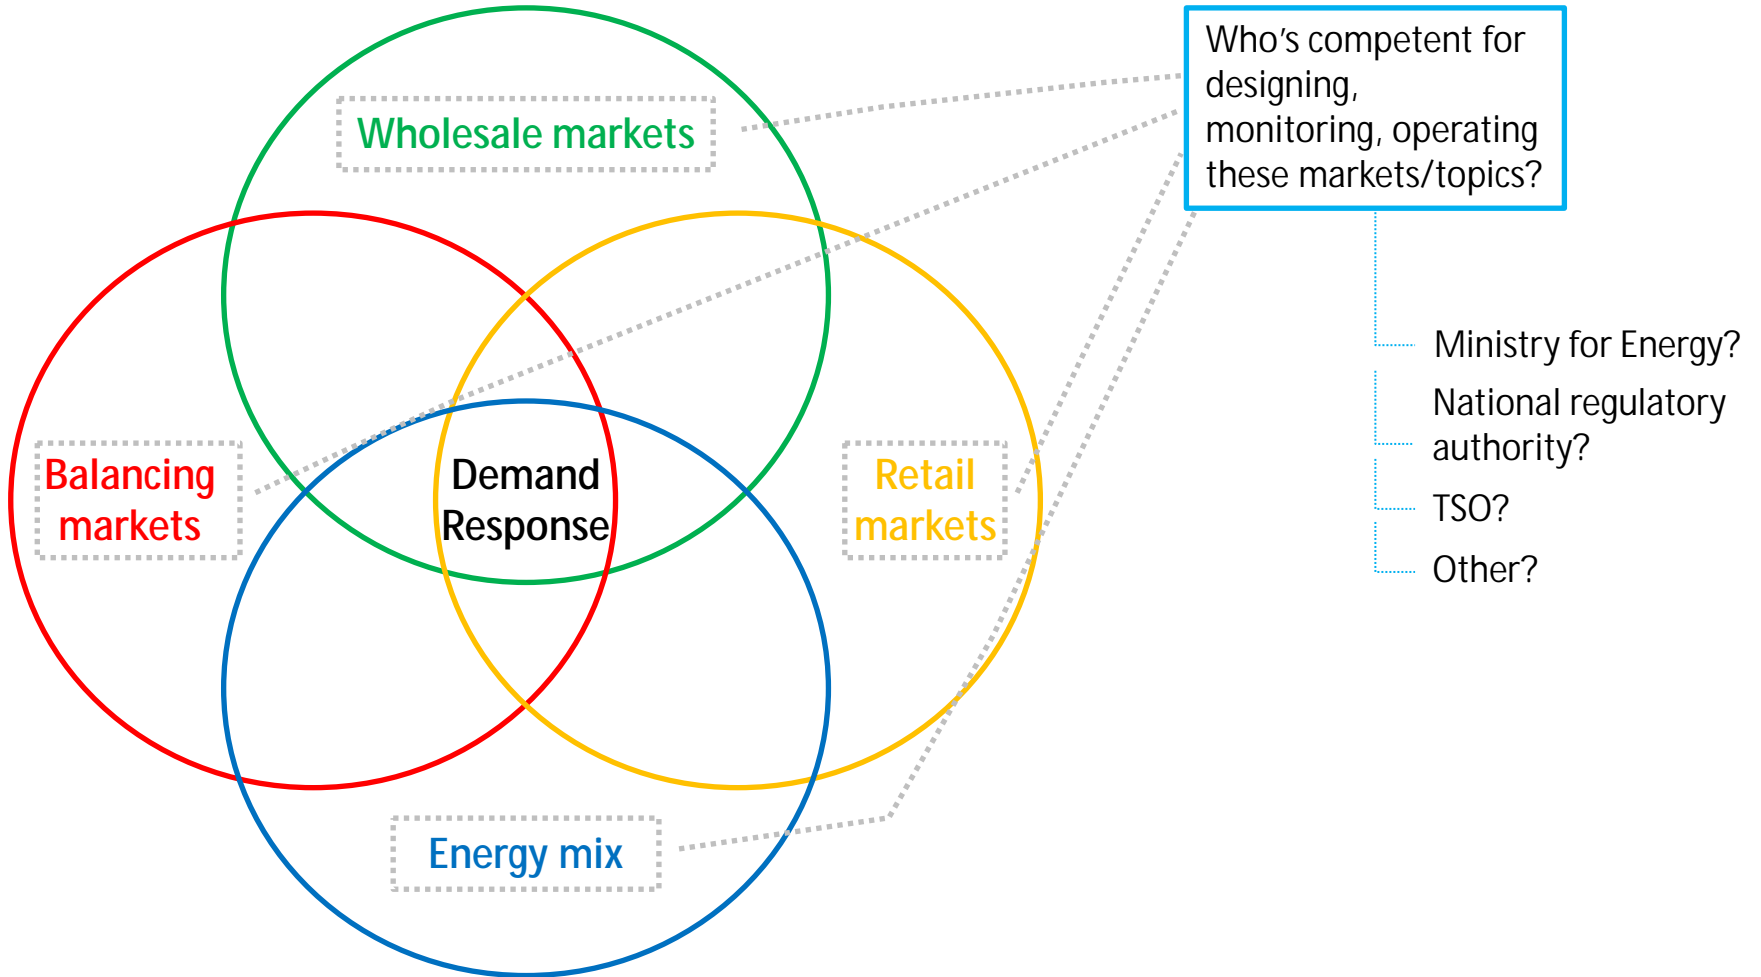 Wholesale markets
Who’s competent for
designing,
monitoring, operating
these markets/topics?
Balancing
markets
Demand
Response
Retail
markets
Energy mix
Ministry for Energy?
National regulatory
authority?
TSO?
Other?